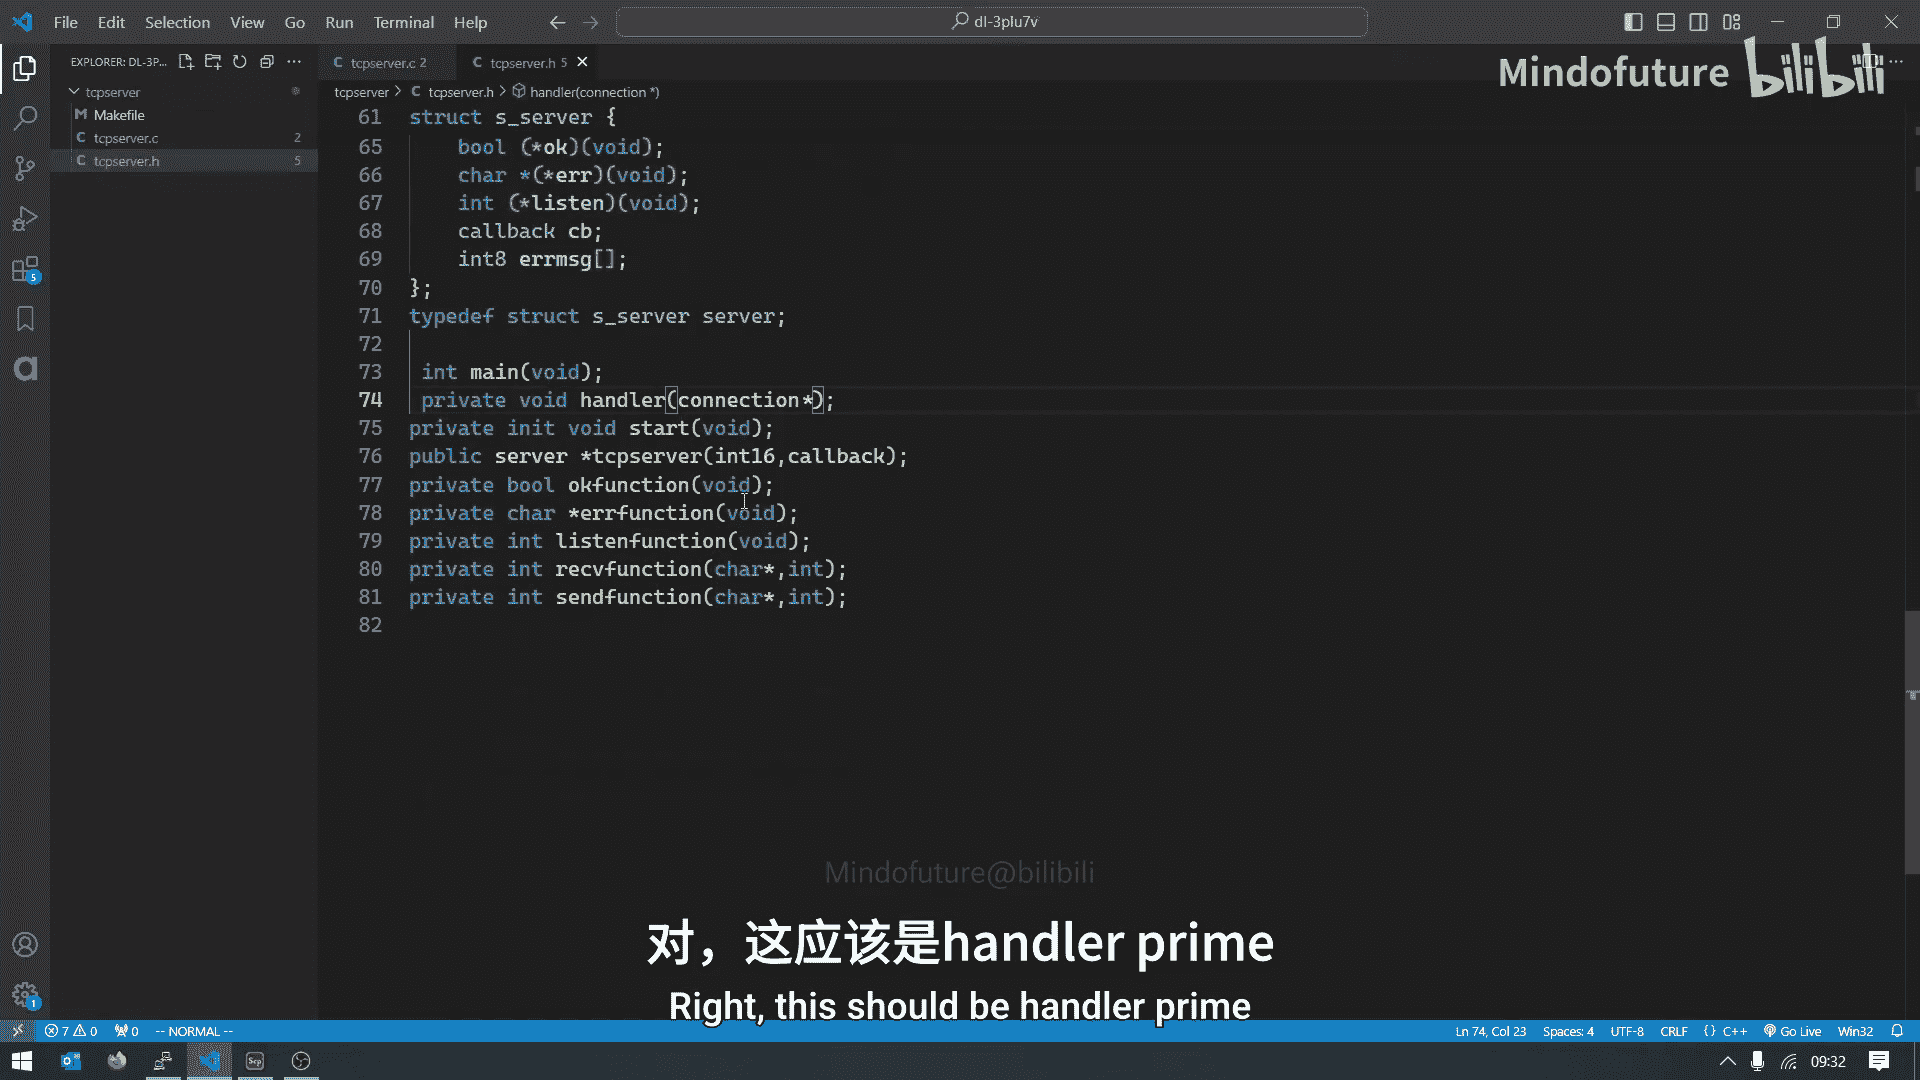 File Edit Selection View Go Run Terminal Help
dl-3plu7v
EXPLORER: DL-3P...
tcpserver
M Makefile
C tcpserver.c 2
C tcpserver.h 5
C tcpserver.c 2
C tcpserver.h 5
Mindofuture bilibili
tcpserver > C tcpserver.h > handler(connection *)
61 struct s_server {
65 bool (*ok)(void);
66 char *(*err)(void);
67 int (*listen)(void);
68 callback cb;
69 int8 errmsg[];
70 };
71 typedef struct s_server server;
72
73 int main(void);
74 private void handler(connection*);
75 private init void start(void);
76 public server *tcpserver(int16,callback);
77 private bool okfunction(void);
78 private char *errfunction(void);
79 private int listenfunction(void);
80 private int recvfunction(char*,int);
81 private int sendfunction(char*,int);
82
5
1
Mindofuture@bilibili
对，这应该是handler prime
Right, this should be handler prime
7 0 0 -- NORMAL --
Ln 74, Col 23 Spaces: 4 UTF-8 CRLF {} C++ Go Live Win32
09:32